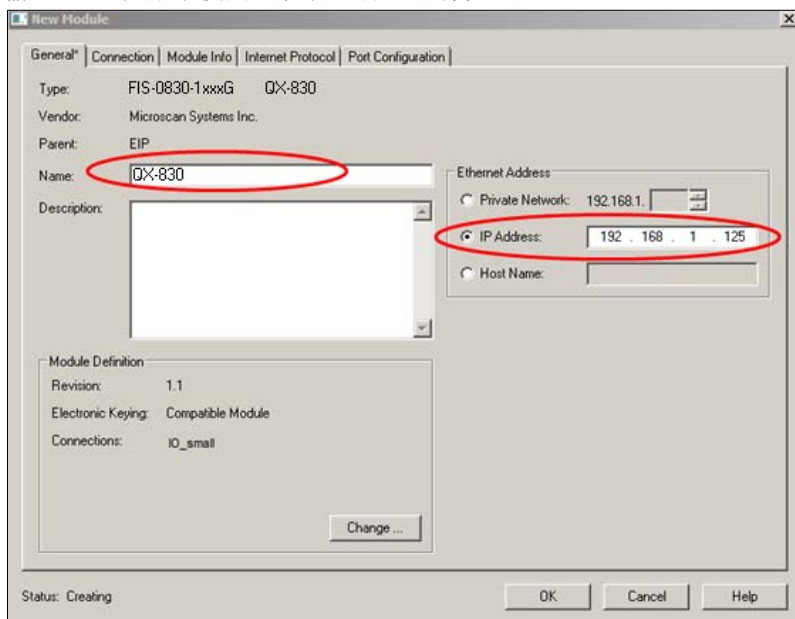 New Module
General* Connection Module Info Internet Protocol Port Configuration
Type: FIS-0830-1xxxG QX-830
Vendor: Microscan Systems Inc.
Parent: EIP
Name: QX-830
Description:
Ethernet Address
Private Network: 192.168.1.
IP Address: 192 . 168 . 1 . 125
Host Name:
Module Definition
Revision: 1.1
Electronic Keying: Compatible Module
Connections: IO_small
Change ...
Status: Creating
OK Cancel Help